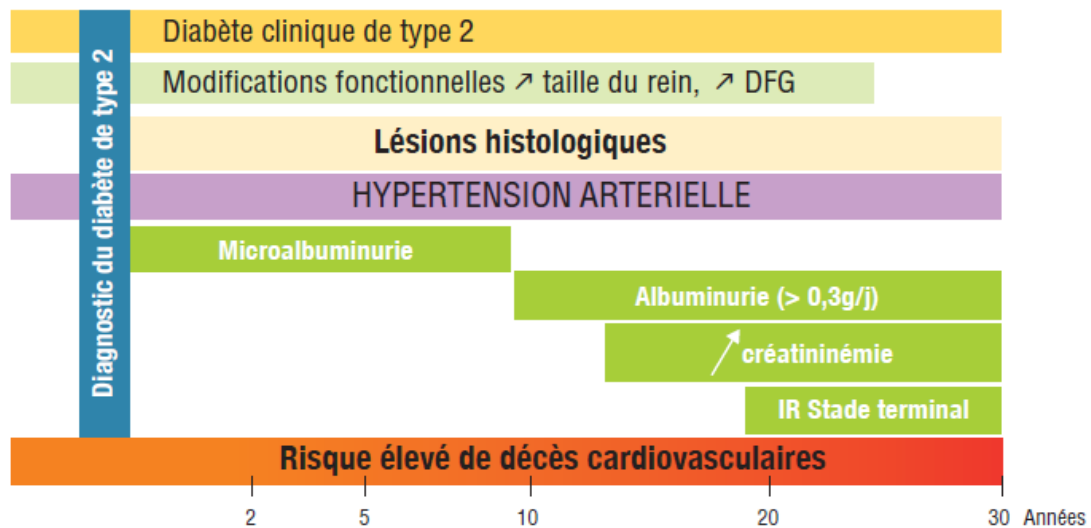 Diabète clinique de type 2
Modifications fonctionnelles ↗ taille du rein, ↗ DFG
Lésions histologiques
HYPERTENSION ARTERIELLE
Diagnostic du diabète de type 2
Microalbuminurie
Albuminurie (> 0,3g/j)
↗ créatininémie
IR Stade terminal
Risque élevé de décès cardiovasculaires
2 5 10 20 30 Années